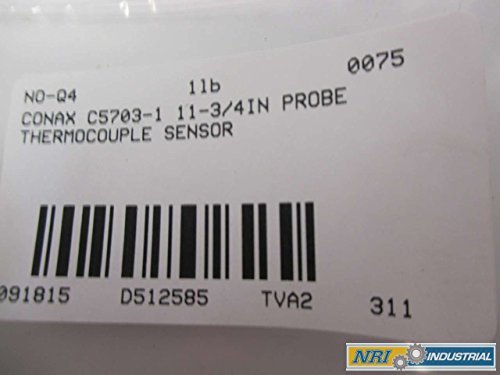 NO-Q4 1lb 0075
CONAX C5703-1 11-3/4IN PROBE
THERMOCOUPLE SENSOR
091815 D512585 TVA2 311
NRI INDUSTRIAL